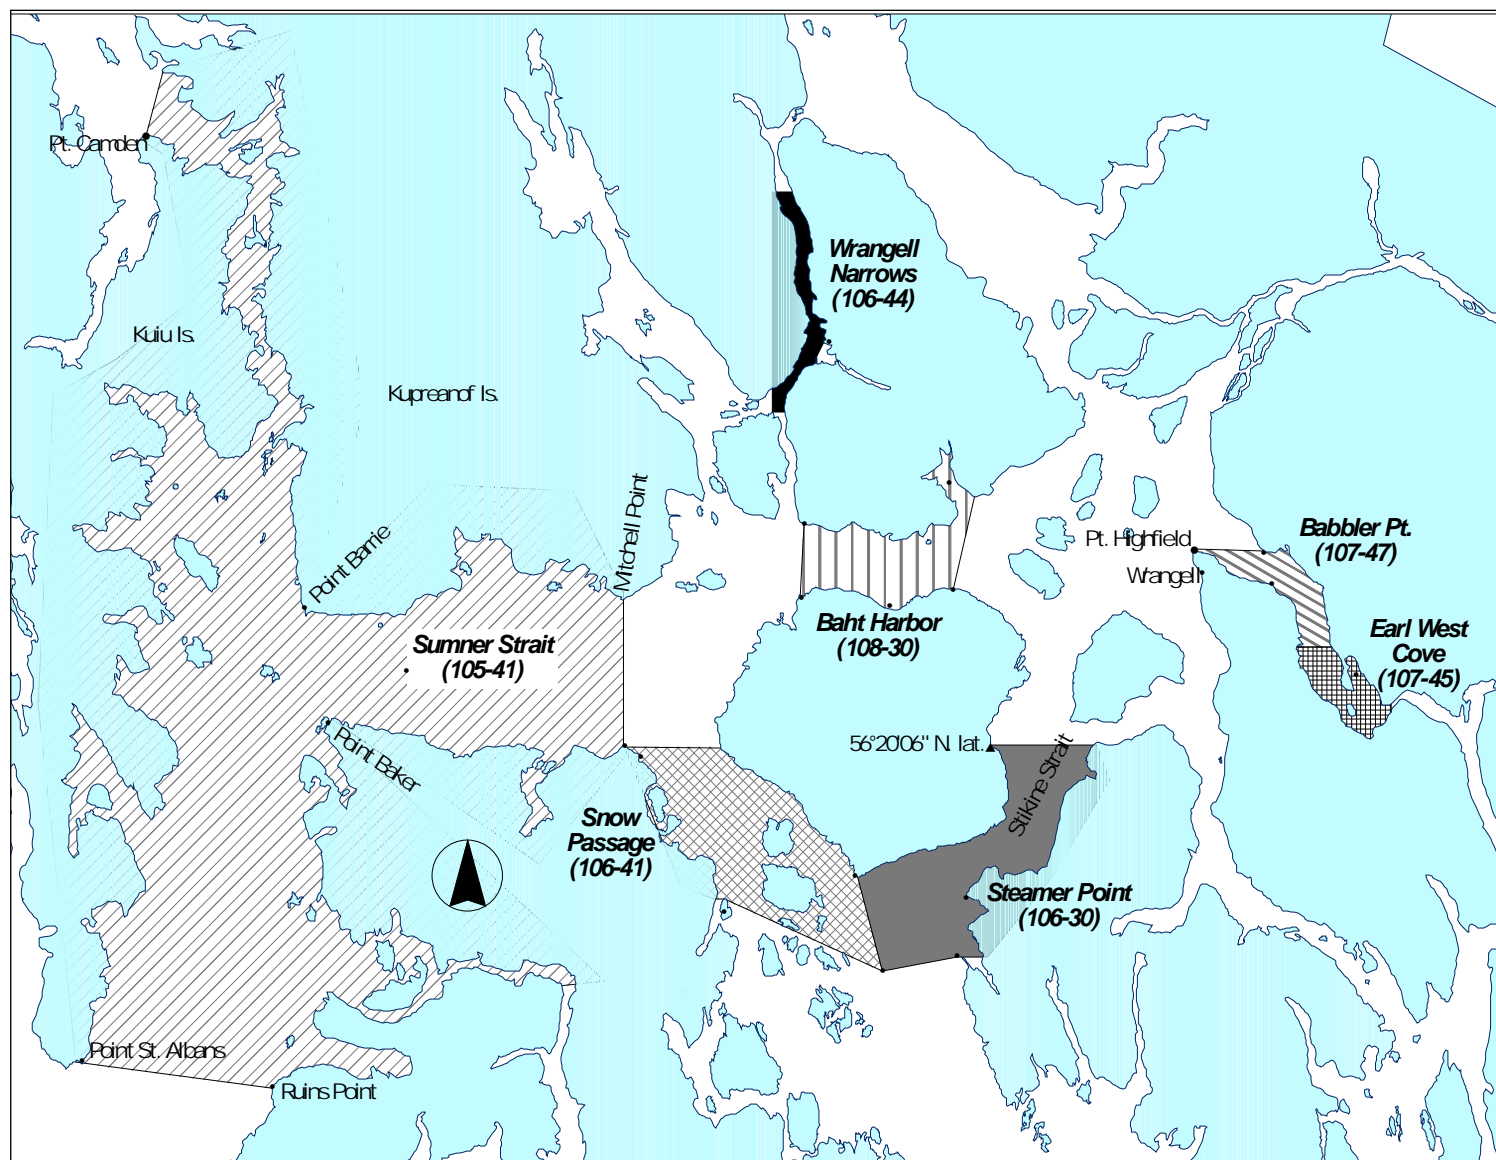 Pt. Camden
Wrangell
Narrows
(106-44)
Kuiu Is.
Kupreanof Is.
Mitchell Point
Point Barrie
Pt. Highfield
Wrangell
Babbler Pt.
(107-47)
Baht Harbor
(108-30)
Earl West
Cove
(107-45)
Sumner Strait
(105-41)
Point Baker
56°20'06" N. lat.
Stikine Strait
Snow
Passage
(106-41)
Steamer Point
(106-30)
Point St. Albans
Ruins Point